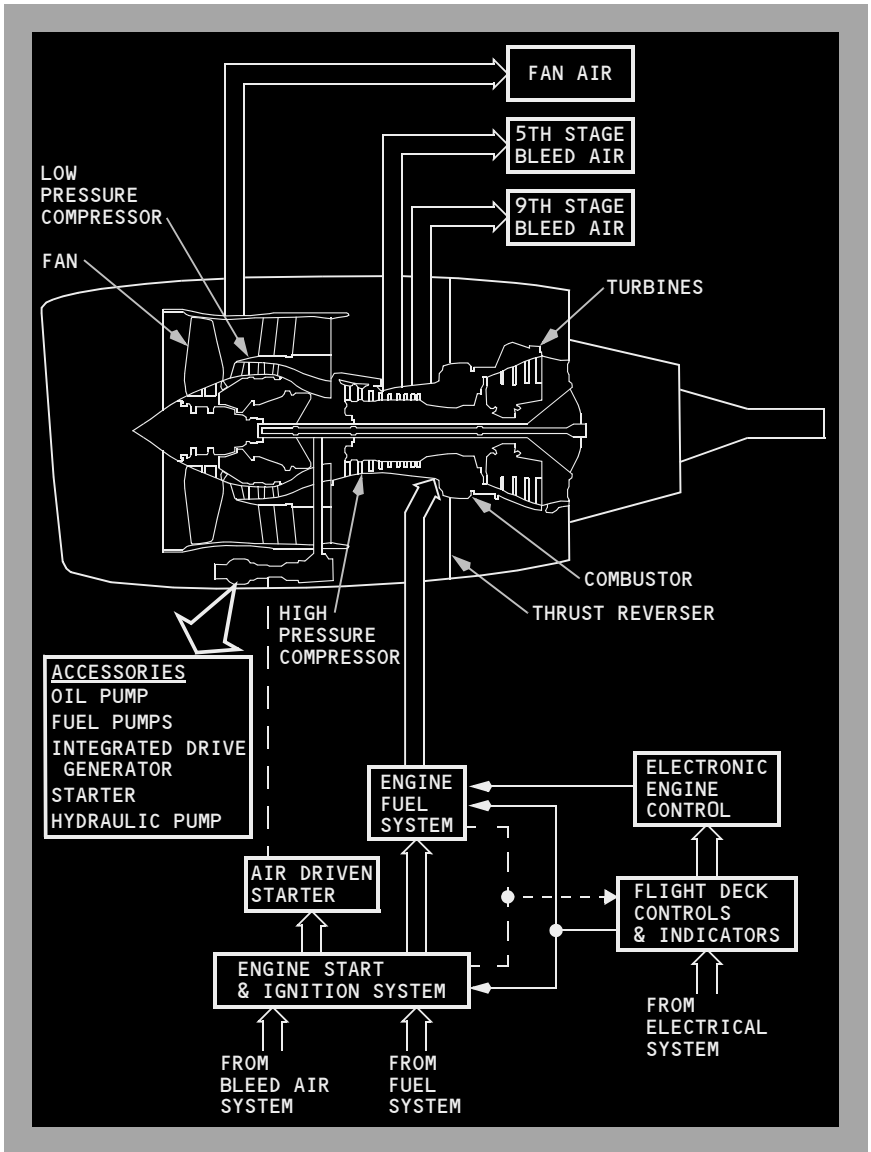 FAN AIR
5TH STAGE
BLEED AIR
9TH STAGE
BLEED AIR
LOW
PRESSURE
COMPRESSOR
FAN
TURBINES
COMBUSTOR
THRUST REVERSER
HIGH
PRESSURE
COMPRESSOR
ACCESSORIES
OIL PUMP
FUEL PUMPS
INTEGRATED DRIVE
GENERATOR
STARTER
HYDRAULIC PUMP
ENGINE
FUEL
SYSTEM
ELECTRONIC
ENGINE
CONTROL
AIR DRIVEN
STARTER
FLIGHT DECK
CONTROLS
& INDICATORS
ENGINE START
& IGNITION SYSTEM
FROM
ELECTRICAL
SYSTEM
FROM
BLEED AIR
SYSTEM
FROM
FUEL
SYSTEM